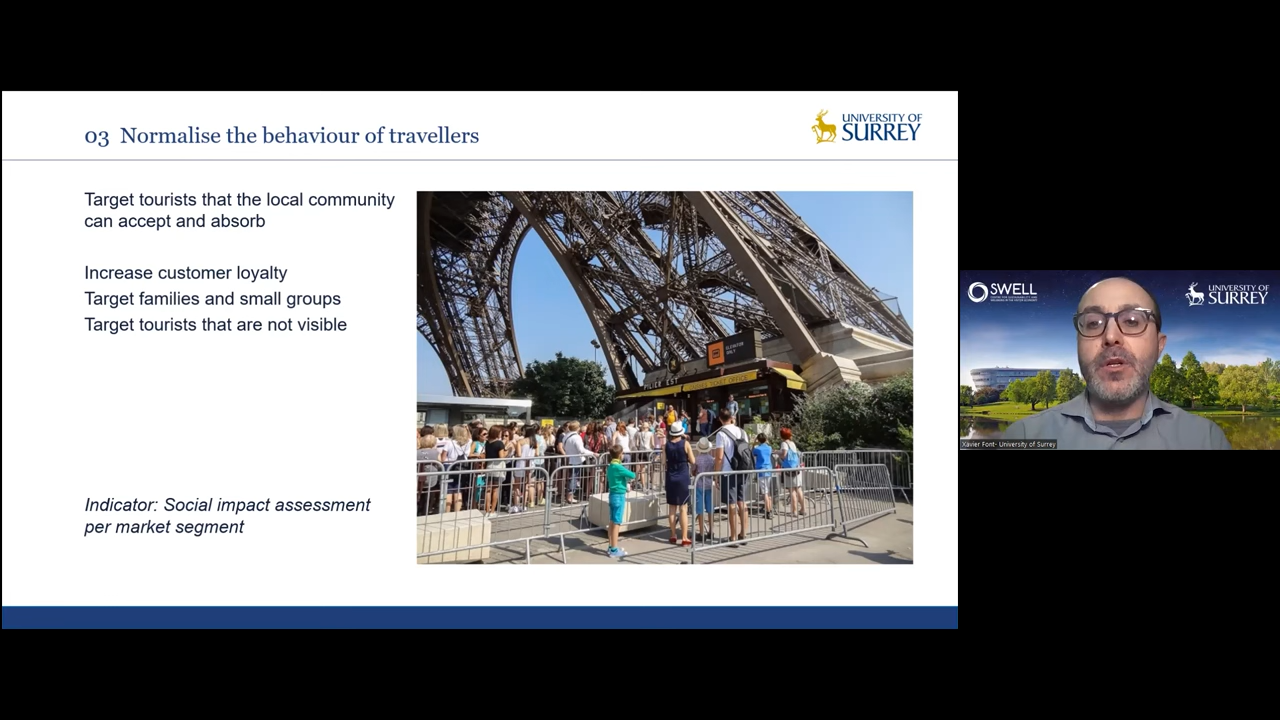 03 Normalise the behaviour of travellers
UNIVERSITY OF
SURREY
Target tourists that the local community
can accept and absorb
Increase customer loyalty
Target families and small groups
Target tourists that are not visible
Indicator: Social impact assessment
per market segment
PILIER EST
SWELL
UNIVERSITY OF
SURREY
Xavier Font- University of Surrey